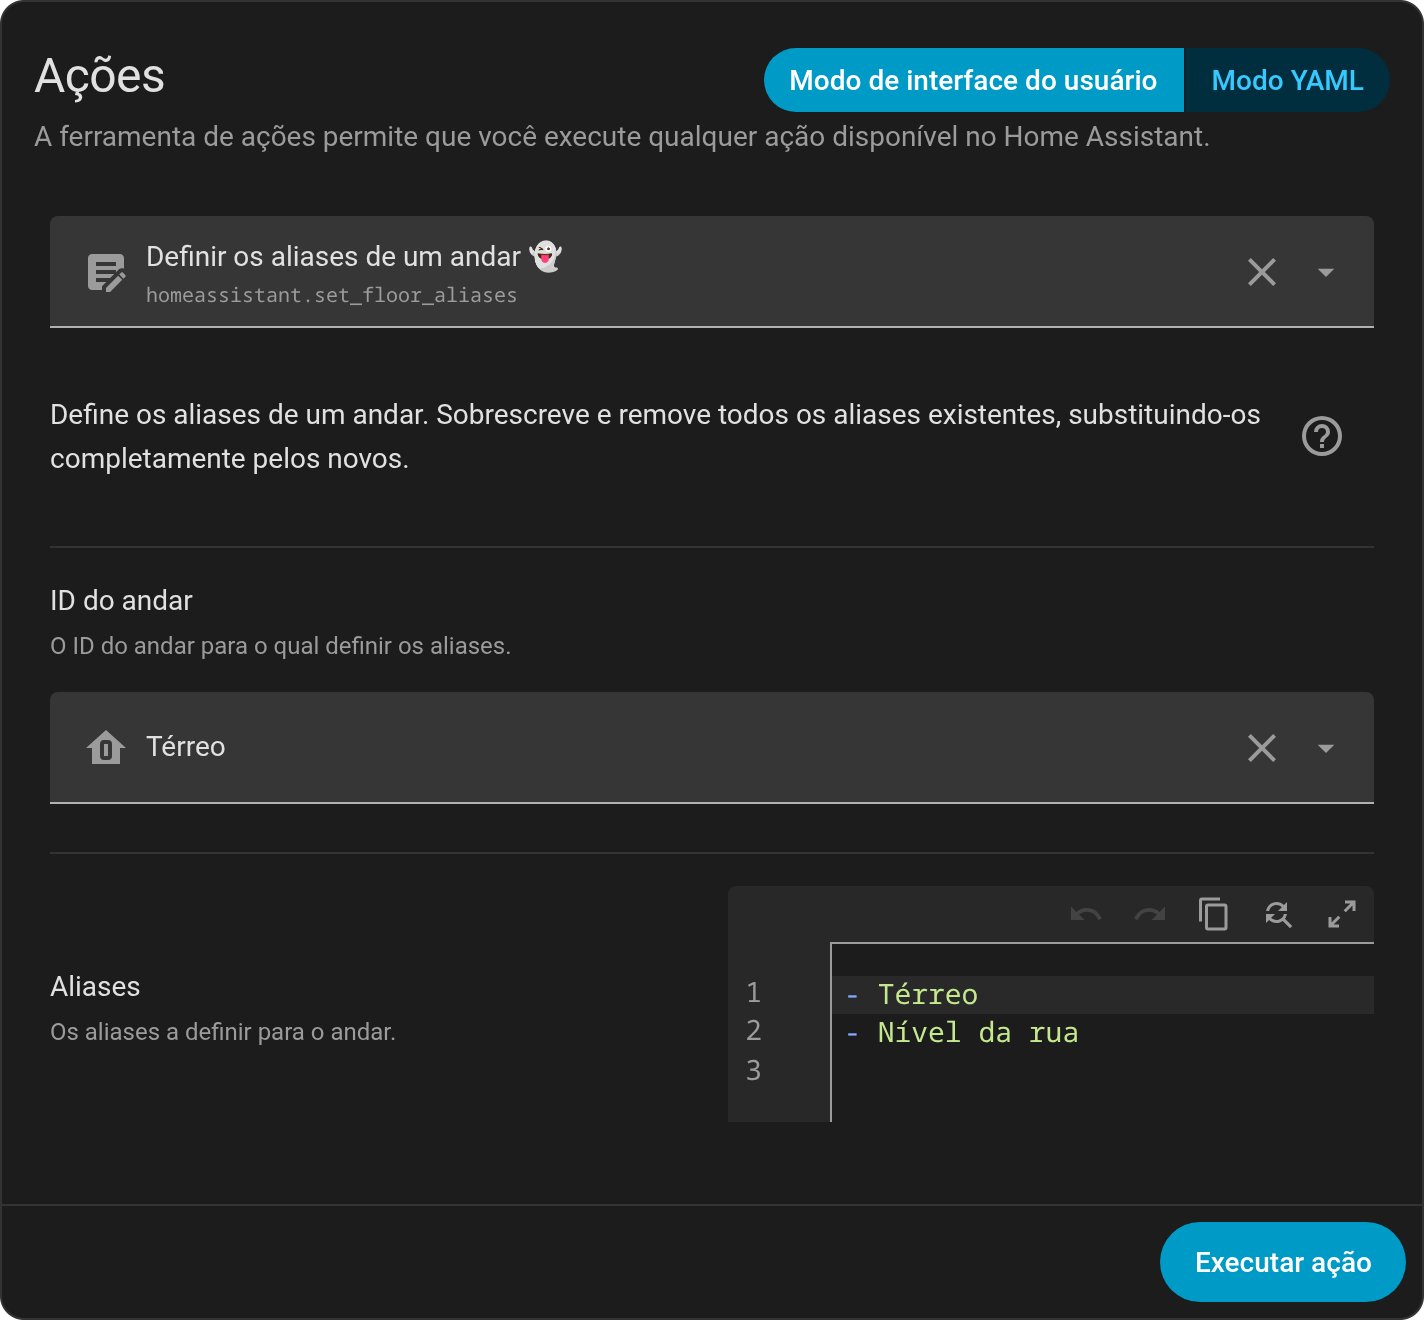 Ações
Modo de interface do usuário
Modo YAML
A ferramenta de ações permite que você execute qualquer ação disponível no Home Assistant.
Definir os aliases de um andar 👻
homeassistant.set_floor_aliases
Define os aliases de um andar. Sobrescreve e remove todos os aliases existentes, substituindo-os
completamente pelos novos.
ID do andar
O ID do andar para o qual definir os aliases.
0
Térreo
Aliases
Os aliases a definir para o andar.
1 - Térreo
2 - Nível da rua
3
Executar ação